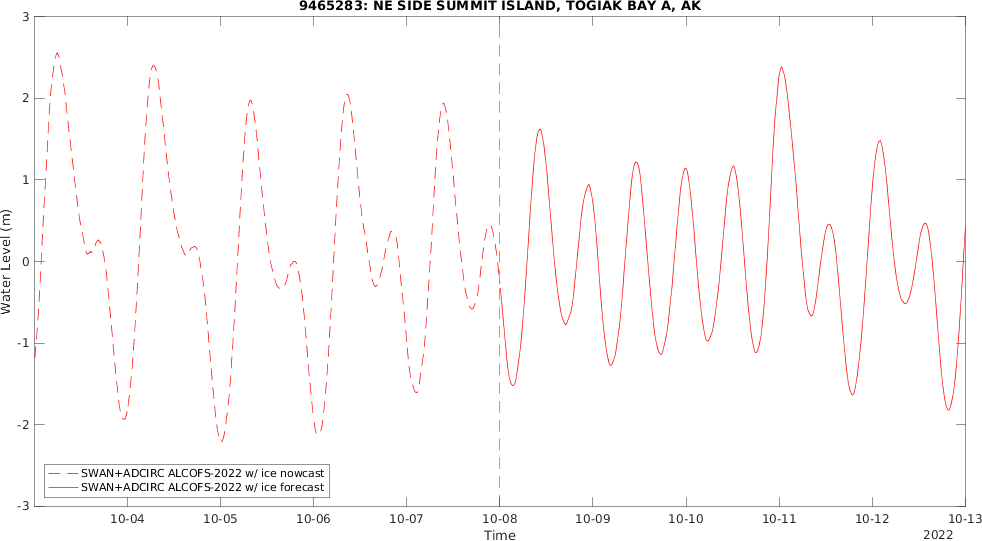 9465283: NE SIDE SUMMIT ISLAND, TOGIAK BAY A, AK
3
2
1
0
-1
-2
-3
Water Level (m)
SWAN+ADCIRC ALCOFS-2022 w/ ice nowcast
SWAN+ADCIRC ALCOFS-2022 w/ ice forecast
10-04 10-05 10-06 10-07 10-08 10-09 10-10 10-11 10-12 10-13
Time
2022